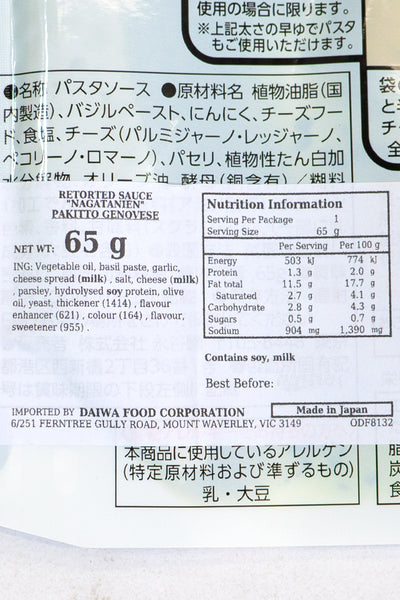 使用の場合に限ります。
※上記太さの早ゆでパスタ
もご使用いただけます。
●名称 パスタソース ●原材料名 植物油脂(国
内製造)、バジルペースト、にんにく、チーズフー
ド、食塩、チーズ(パルミジャーノ・レッジャーノ、
ペコリーノ・ロマーノ)、パセリ、植物性たん白加
水分解物、オリーブ油、酵母(銅含有)/糊料
袋
と
チ
全
RETORTED SAUCE
"NAGATANIEN"
PAKITTO GENOVESE
NET WT: 65 g
ING: Vegetable oil, basil paste, garlic,
cheese spread (milk) , salt, cheese (milk)
, parsley, hydrolysed soy protein, olive
oil, yeast, thickener (1414) , flavour
enhancer (621) , colour (164) , flavour,
sweetener (955) .
Nutrition Information
Serving Per Package 1
Serving Size 65 g
Per Serving Per 100 g
Energy 503 kJ 774 kJ
Protein 1.3 g 2.0 g
Fat total 11.5 g 17.7 g
Saturated 2.7 g 4.1 g
Carbohydrate 2.8 g 4.3 g
Sugars 0.5 g 0.7 g
Sodium 904 mg 1,390 mg
Contains soy, milk
Best Before:
IMPORTED BY DAIWA FOOD CORPORATION
Made in Japan
6/251 FERNTREE GULLY ROAD, MOUNT WAVERLEY, VIC 3149 ODF8132
本商品に使用しているアレルゲン
(特定原材料および準ずるもの)
乳・大豆